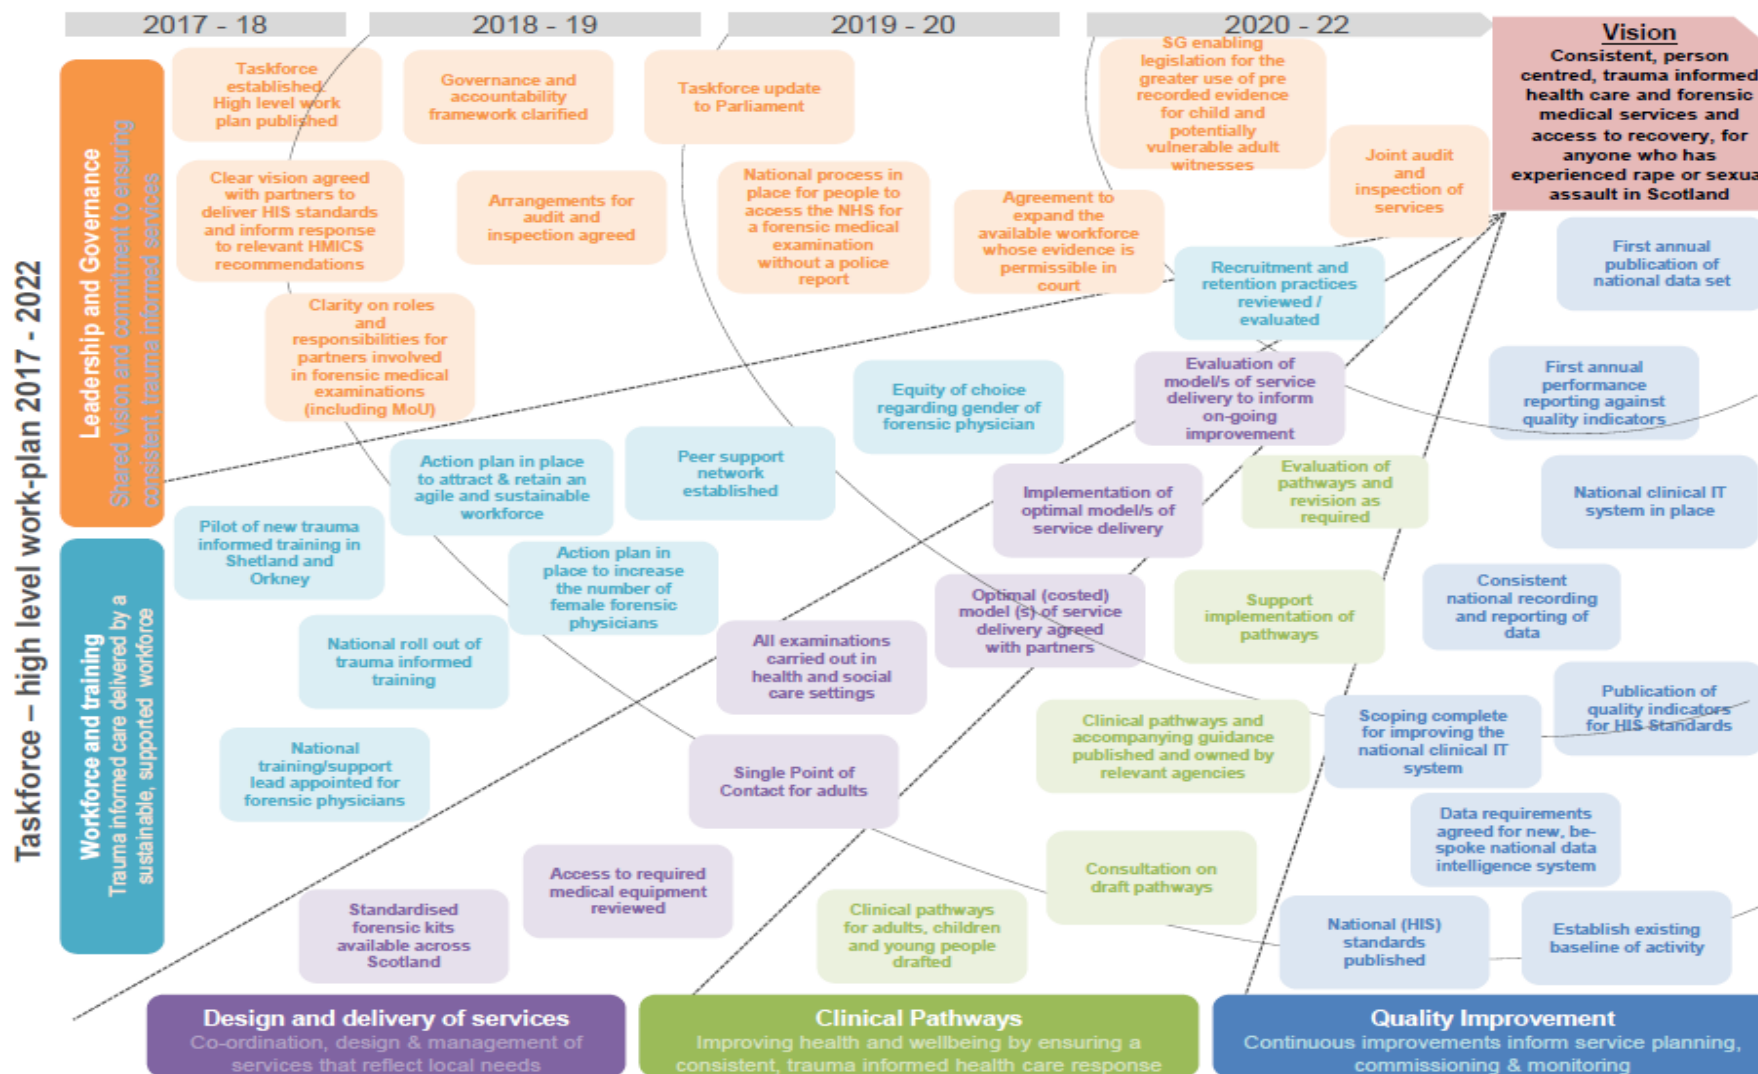 Taskforce – high level work-plan 2017 - 2022
2017 - 18
2018 - 19
2019 - 20
2020 - 22
Vision
Consistent, person
centred, trauma informed
health care and forensic
medical services and
access to recovery, for
anyone who has
experienced rape or sexua
assault in Scotland
Leadership and Governance
Shared vision and commitment to ensuring
consistent, trauma informed services
Taskforce
established.
High level work
plan published
Governance and
accountability
framework clarified
Taskforce update
to Parliament
SG enabling
legislation for the
greater use of pre
recorded evidence
for child and
potentially
vulnerable adult
witnesses
Joint audit
and
inspection of
services
Clear vision agreed
with partners to
deliver HIS standards
and inform response
to relevant HMICS
recommendations
Arrangements for
audit and
inspection agreed
National process in
place for people to
access the NHS for
a forensic medical
examination
without a police
report
Agreement to
expand the
available workforce
whose evidence is
permissible in
court
Clarity on roles
and
responsibilities for
partners involved
in forensic medical
examinations
(including MoU)
Workforce and training
Trauma informed care delivered by a
sustainable, supported workforce
Recruitment and
retention practices
reviewed /
evaluated
Equity of choice
regarding gender of
forensic physician
Peer support
network
established
Action plan in place
to attract & retain an
agile and sustainable
workforce
Pilot of new trauma
informed training in
Shetland and
Orkney
Action plan in
place to increase
the number of
female forensic
physicians
National roll out of
trauma informed
training
National
training/support
lead appointed for
forensic physicians
Evaluation of
model/s of service
delivery to inform
on-going
improvement
Implementation of
optimal model/s of
service delivery
Optimal (costed)
model (s) of service
delivery agreed
with partners
All examinations
carried out in
health and social
care settings
Single Point of
Contact for adults
Access to required
medical equipment
reviewed
Standardised
forensic kits
available across
Scotland
Evaluation of
pathways and
revision as
required
Support
implementation of
pathways
Clinical pathways and
accompanying guidance
published and owned by
relevant agencies
Consultation on
draft pathways
Clinical pathways
for adults, children
and young people
drafted
First annual
publication of
national data set
First annual
performance
reporting against
quality indicators
National clinical IT
system in place
Consistent
national recording
and reporting of
data
Publication of
quality indicators
for HIS Standards
Scoping complete
for improving the
national clinical IT
system
Data requirements
agreed for new, be-
spoke national data
intelligence system
National (HIS)
standards
published
Establish existing
baseline of activity
Design and delivery of services
Co-ordination, design & management of
services that reflect local needs
Clinical Pathways
Improving health and wellbeing by ensuring a
consistent, trauma informed health care response
Quality Improvement
Continuous improvements inform service planning,
commissioning & monitoring